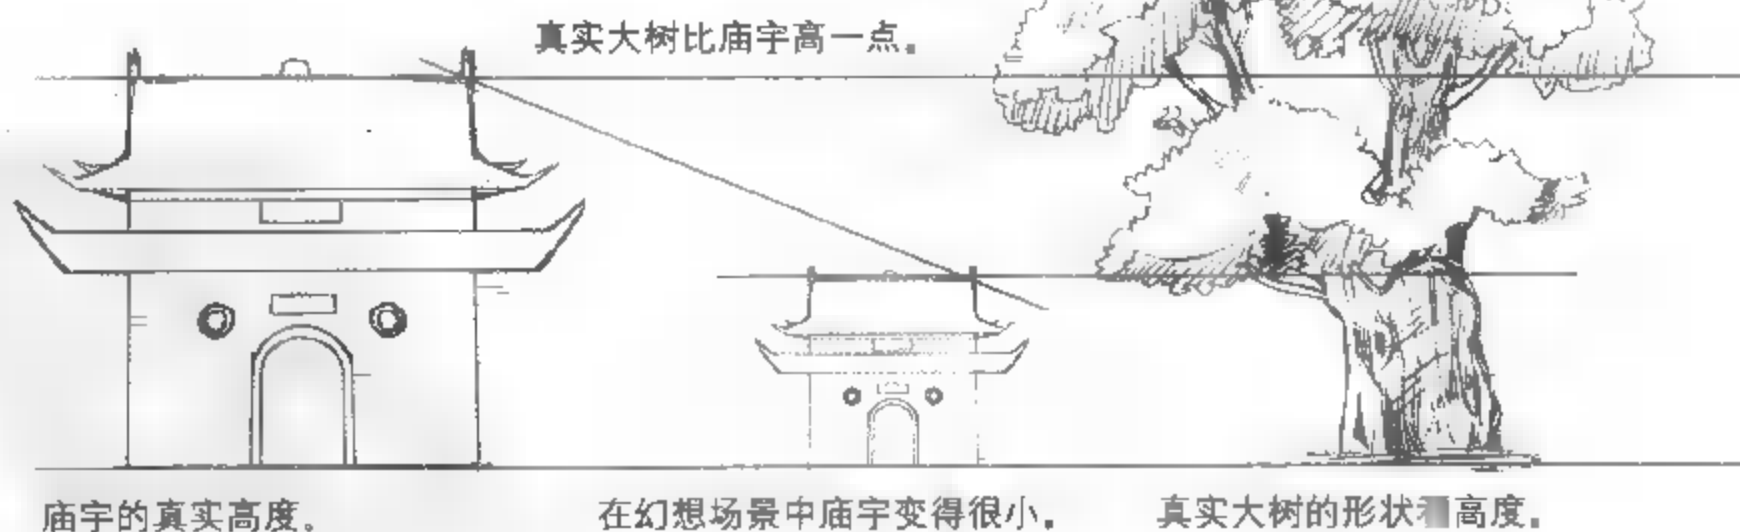 真实大树比庙宇高一点。
庙宇的真实高度。
在幻想场景中庙宇变得很小。
真实大树的形状和高度。